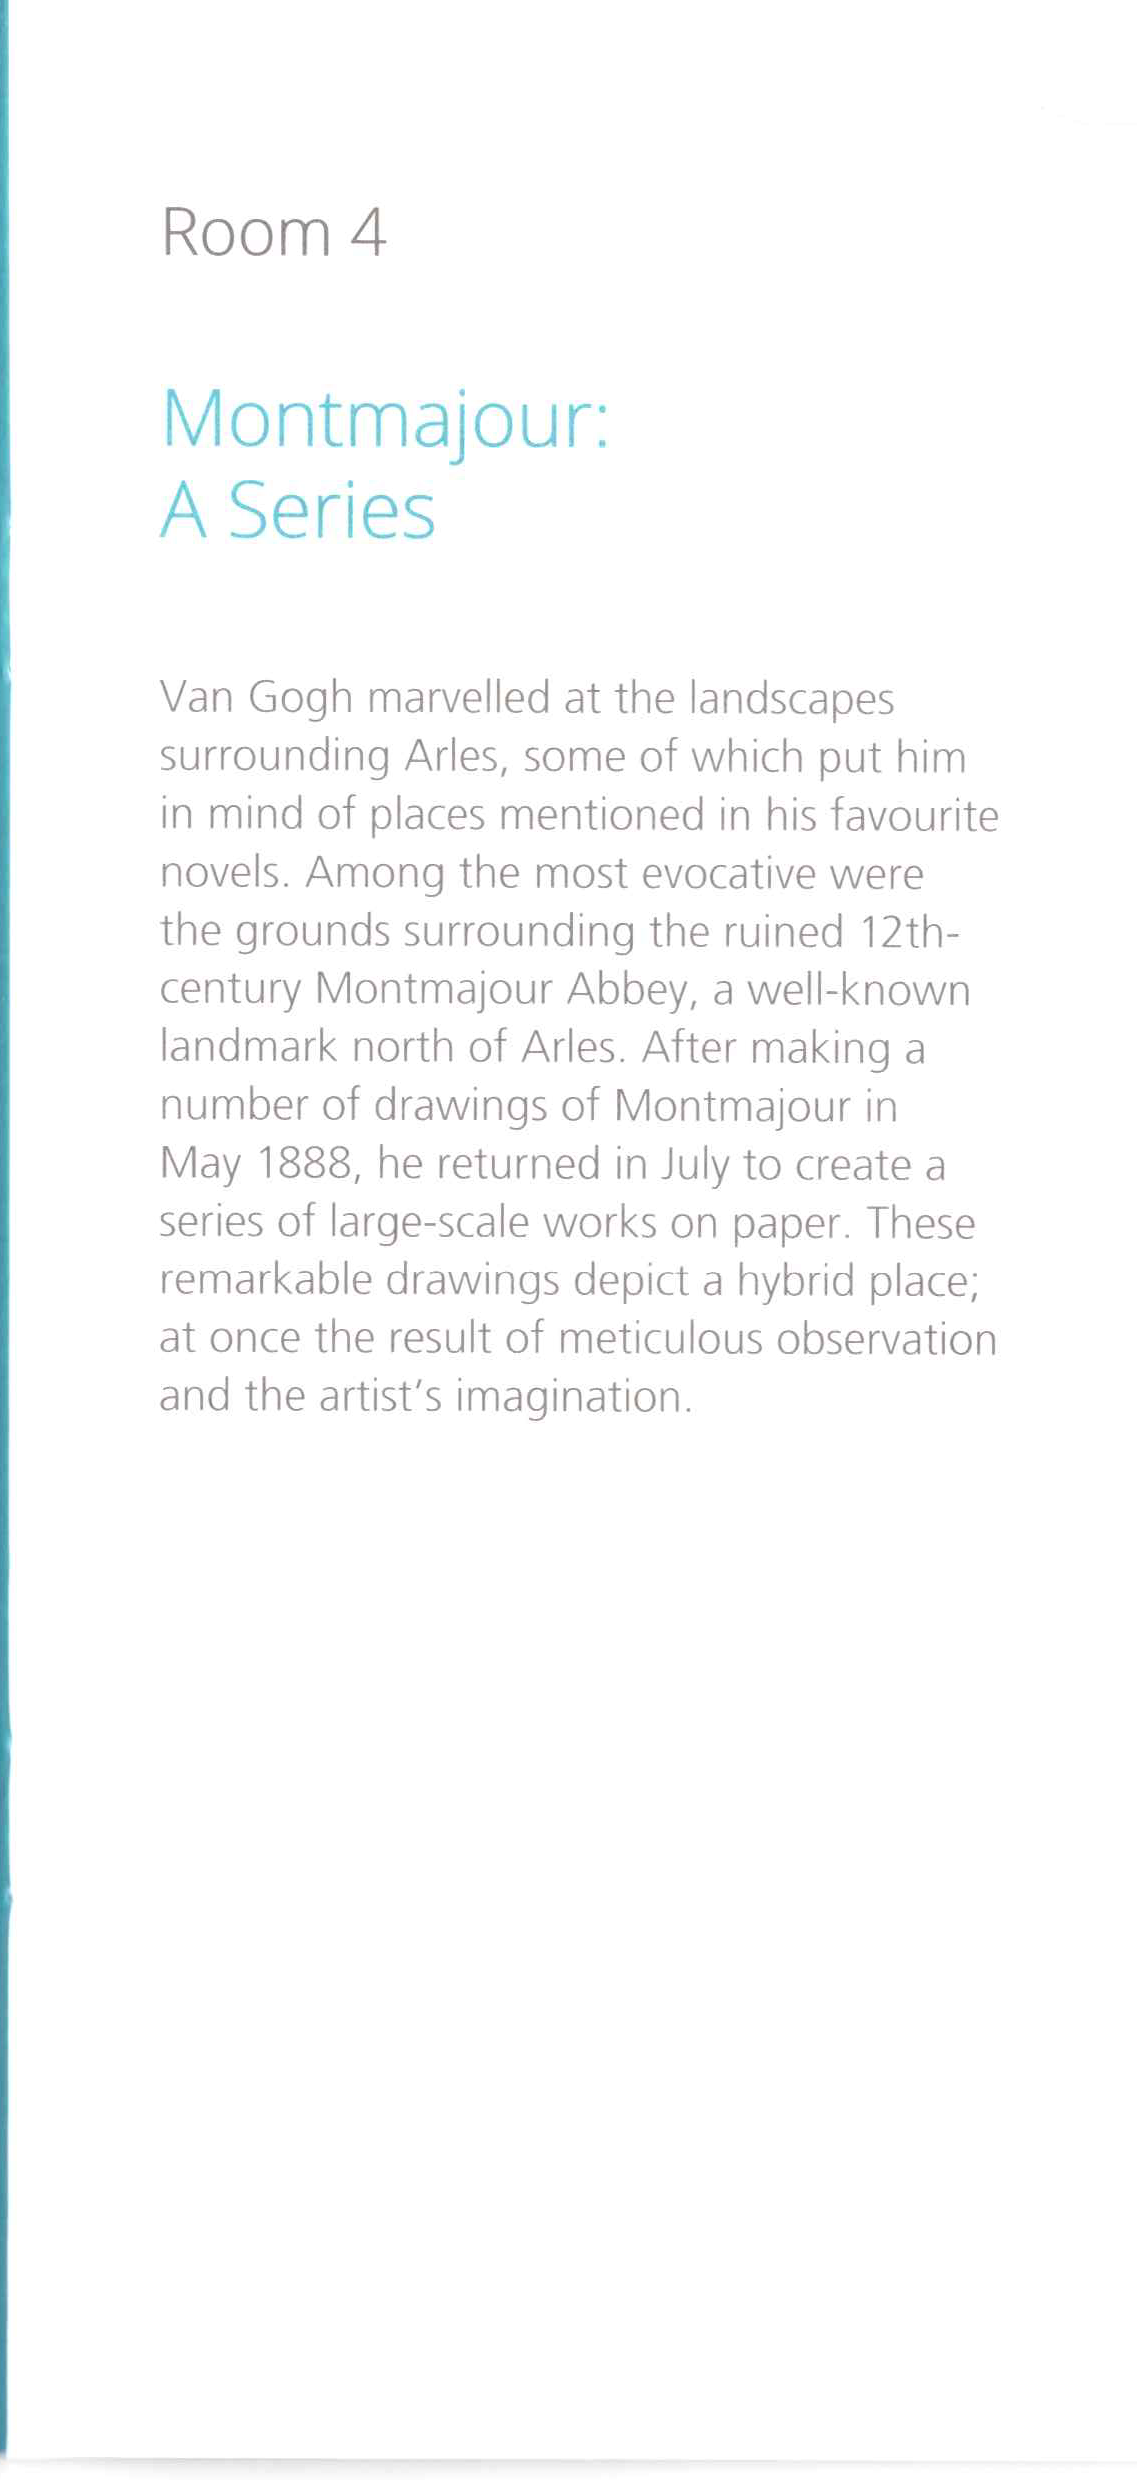 Room 4
Montmajour:
A Series
Van Gogh marvelled at the landscapes
surrounding Arles, some of which put him
in mind of places mentioned in his favourite
novels. Among the most evocative were
the grounds surrounding the ruined 12th-
century Montmajour Abbey, a well-known
landmark north of Arles. After making a
number of drawings of Montmajour in
May 1888, he returned in July to create a
series of large-scale works on paper. These
remarkable drawings depict a hybrid place;
at once the result of meticulous observation
and the artist’s imagination.